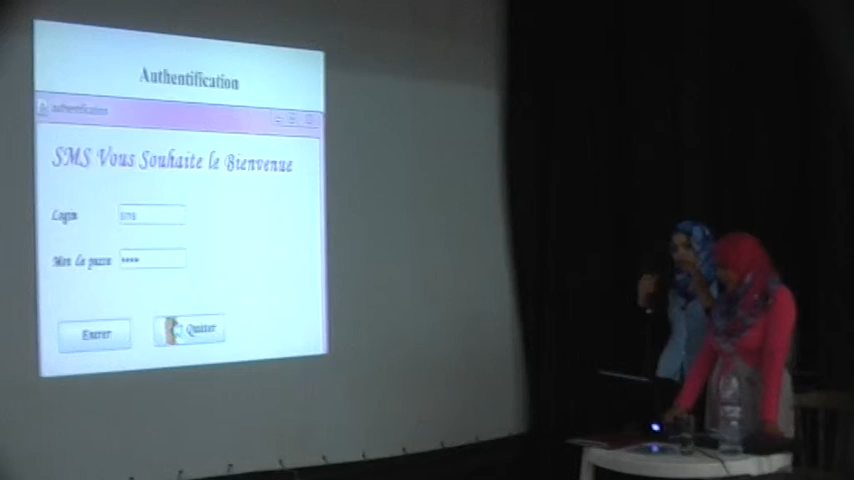 Authentification
authentification
SMS Vous Souhaite le Bienvenue
Login
sms
Mot de passe ****
Entrer
Quitter